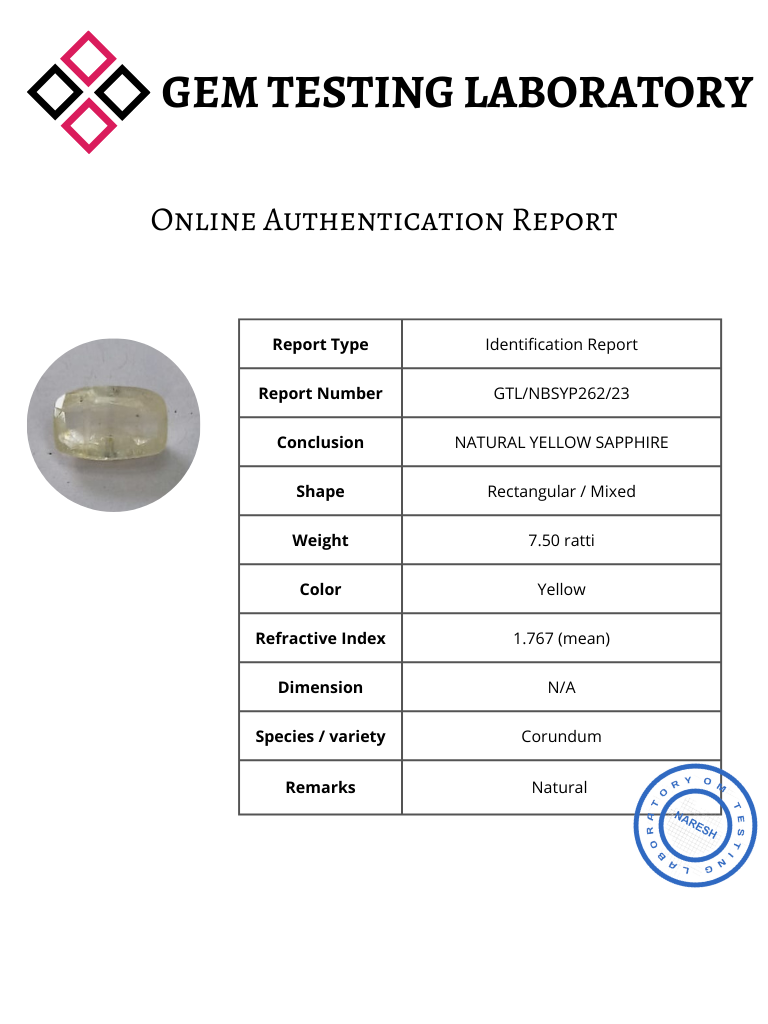 GEM TESTING LABORATORY
Online Authentication Report
Report Type Identification Report
Report Number GTL/NBSYP262/23
Conclusion NATURAL YELLOW SAPPHIRE
Shape Rectangular / Mixed
Weight 7.50 ratti
Color Yellow
Refractive Index 1.767 (mean)
Dimension N/A
Species / variety Corundum
Remarks Natural
OM TESTING LABORATORY
NARESH